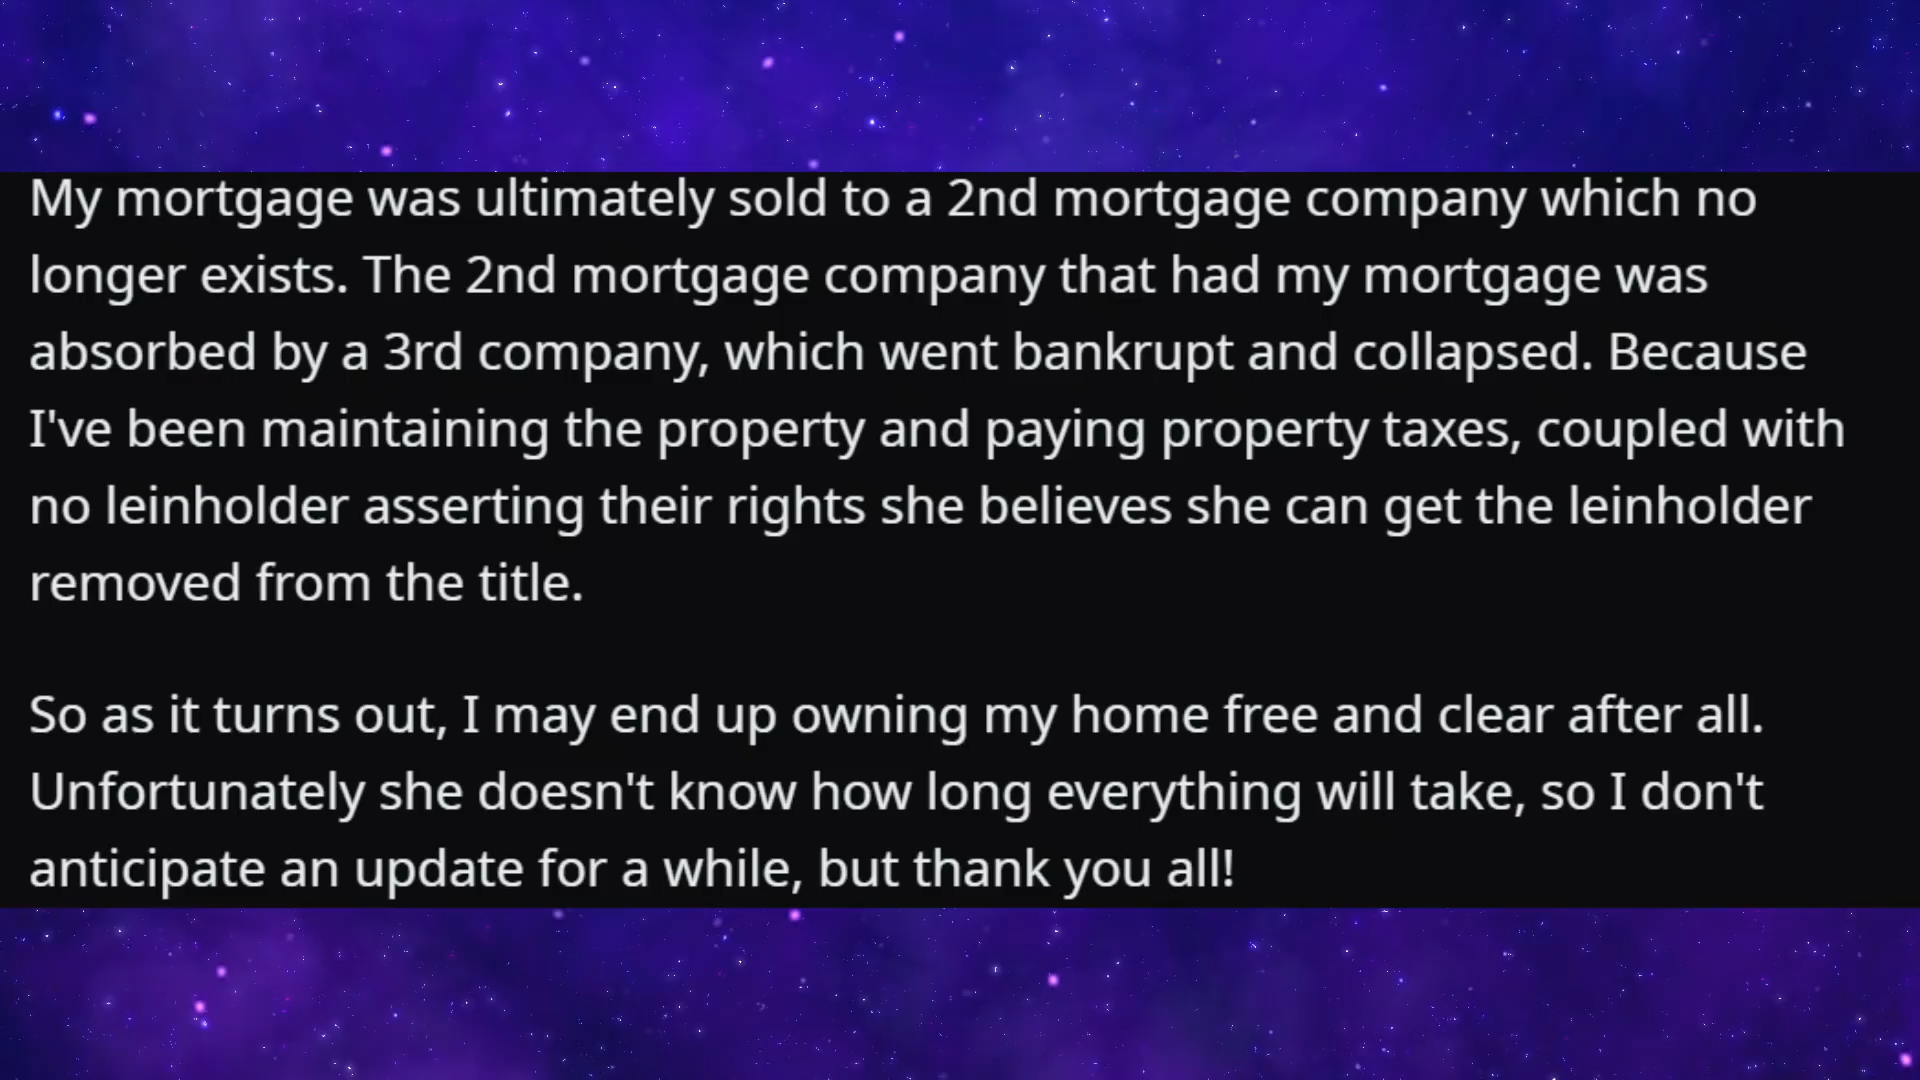 My mortgage was ultimately sold to a 2nd mortgage company which no
longer exists. The 2nd mortgage company that had my mortgage was
absorbed by a 3rd company, which went bankrupt and collapsed. Because
I've been maintaining the property and paying property taxes, coupled with
no leinholder asserting their rights she believes she can get the leinholder
removed from the title.
So as it turns out, I may end up owning my home free and clear after all.
Unfortunately she doesn't know how long everything will take, so I don't
anticipate an update for a while, but thank you all!